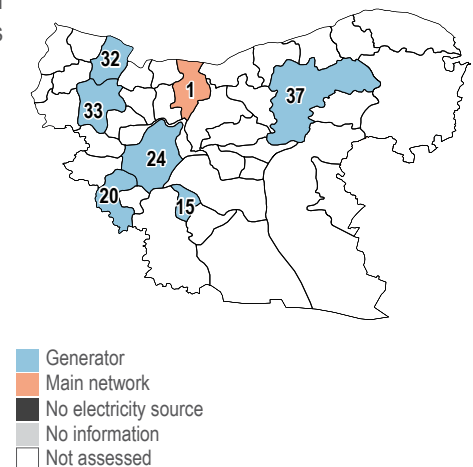 32
1
37
33
24
20
15
Generator
Main network
No electricity source
No information
Not assessed